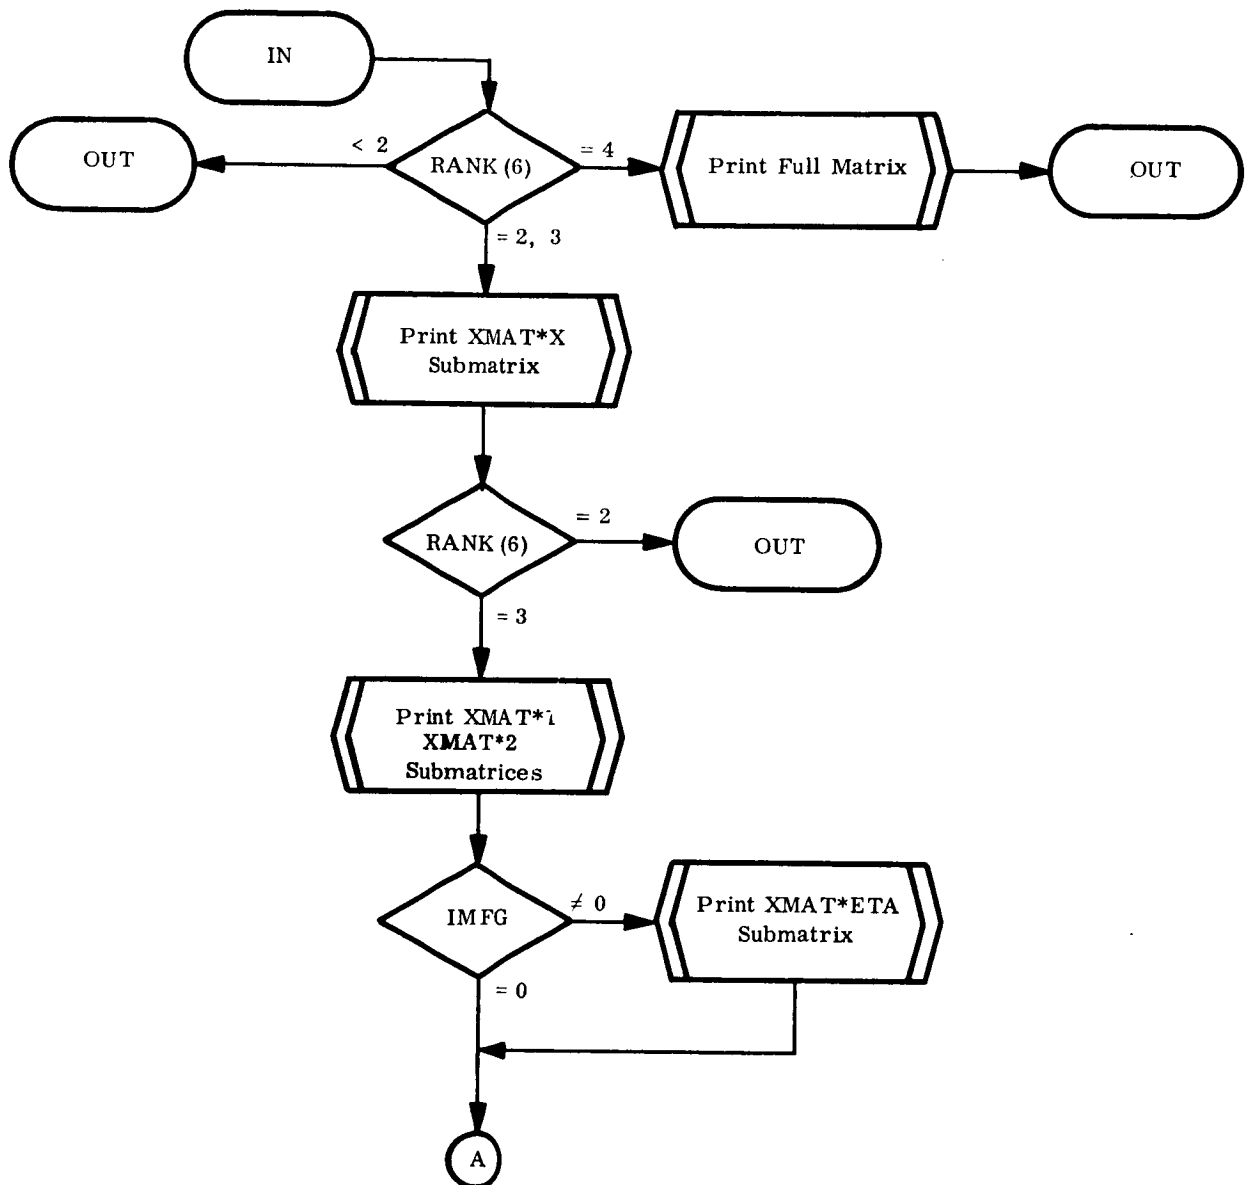 IN
< 2
= 4
OUT
RANK (6)
Print Full Matrix
OUT
= 2, 3
Print XMAT*X
Submatrix
= 2
RANK (6)
OUT
= 3
Print XMAT*1
XMAT*2
Submatrices
≠ 0
IMFG
Print XMAT*ETA
Submatrix
= 0
A